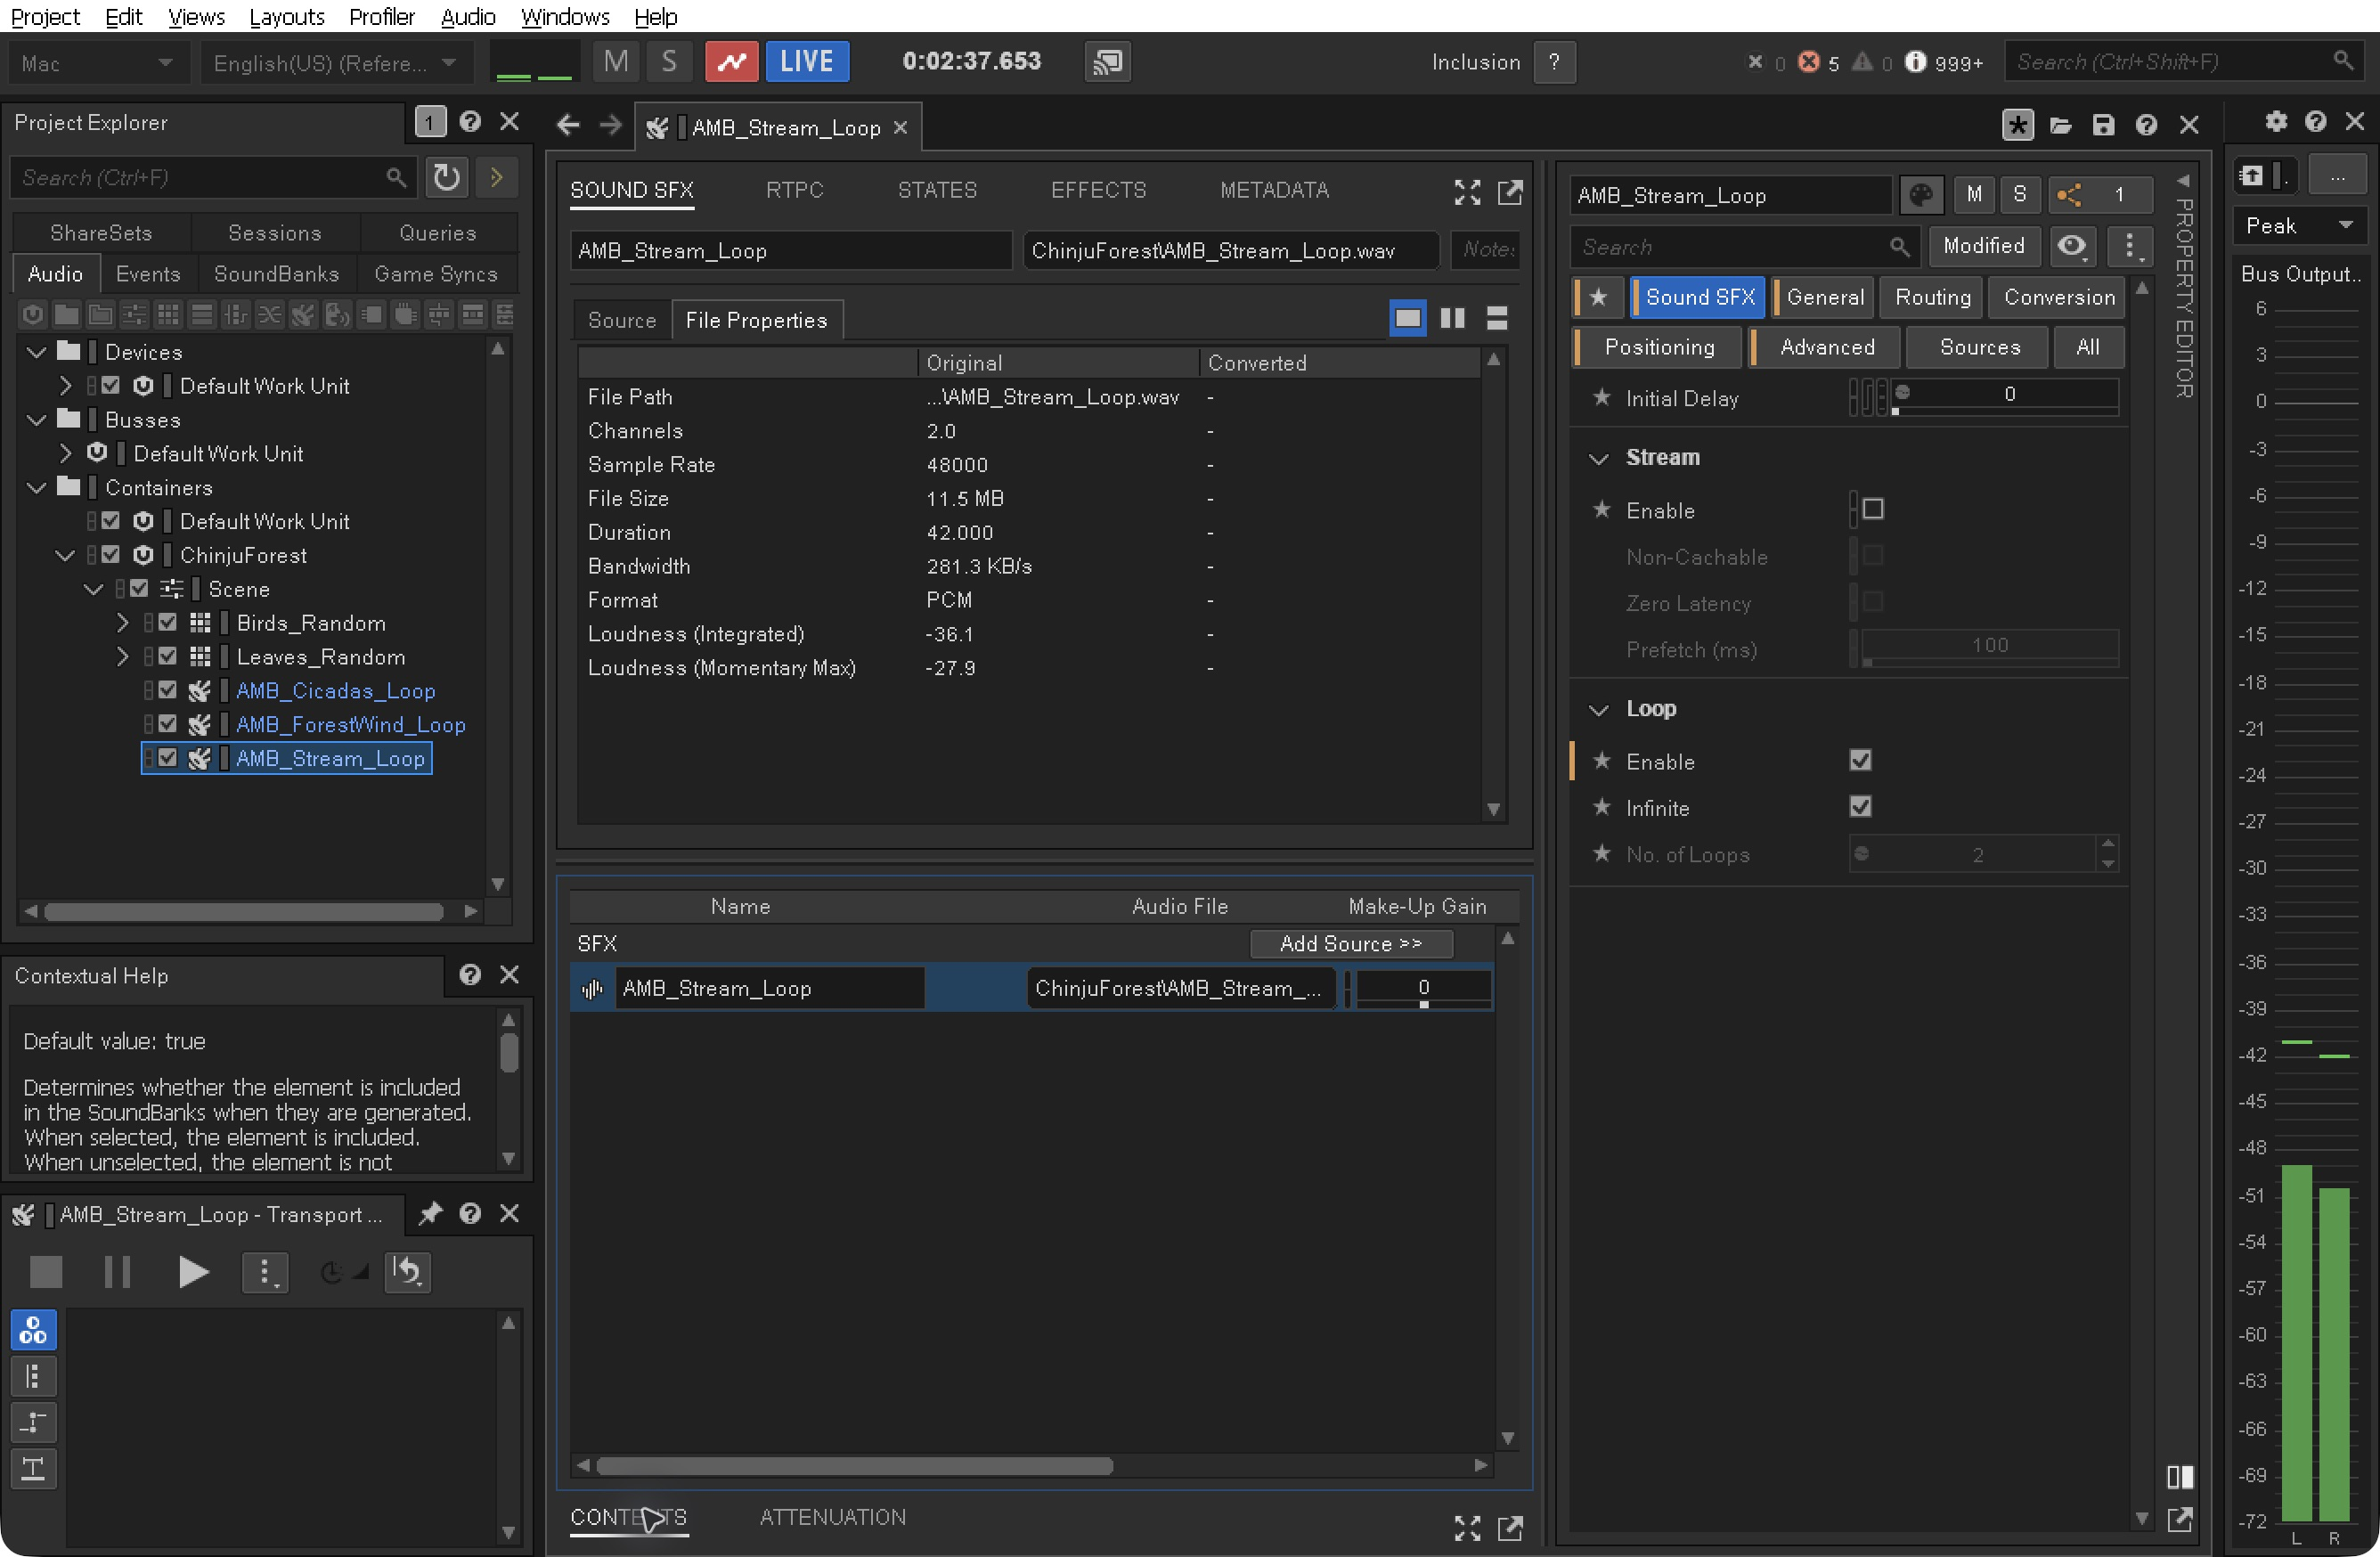 Project Edit Views Layouts Profiler Audio Windows Help
Mac English(US) (Refere... M S LIVE 0:02:37.653 Inclusion ? 0 5 0 999+ Search (Ctrl+Shift+F)
Project Explorer 1
Search (Ctrl+F)
ShareSets Sessions Queries
Audio Events SoundBanks Game Syncs
Devices
Default Work Unit
Busses
Default Work Unit
Containers
Default Work Unit
ChinjuForest
Scene
Birds_Random
Leaves_Random
AMB_Cicadas_Loop
AMB_ForestWind_Loop
AMB_Stream_Loop
Contextual Help
Default value: true
Determines whether the element is included
in the SoundBanks when they are generated.
When selected, the element is included.
When unselected, the element is not
AMB_Stream_Loop - Transport ...
AMB_Stream_Loop
SOUND SFX RTPC STATES EFFECTS METADATA
AMB_Stream_Loop ChinjuForest\AMB_Stream_Loop.wav Notes
Source File Properties
Original Converted
File Path ...\AMB_Stream_Loop.wav -
Channels 2.0 -
Sample Rate 48000 -
File Size 11.5 MB -
Duration 42.000 -
Bandwidth 281.3 KB/s -
Format PCM -
Loudness (Integrated) -36.1 -
Loudness (Momentary Max) -27.9 -
Name Audio File Make-Up Gain
SFX Add Source >>
AMB_Stream_Loop ChinjuForest\AMB_Stream_... 0
CONTENTS ATTENUATION
AMB_Stream_Loop M S 1
Search Modified
Sound SFX General Routing Conversion
Positioning Advanced Sources All
Initial Delay 0
Stream
Enable
Non-Cachable
Zero Latency
Prefetch (ms) 100
Loop
Enable
Infinite
No. of Loops 2
PROPERTY EDITOR
...
Peak
Bus Output..
6
3
0
-3
-6
-9
-12
-15
-18
-21
-24
-27
-30
-33
-36
-39
-42
-45
-48
-51
-54
-57
-60
-63
-66
-69
-72
L R